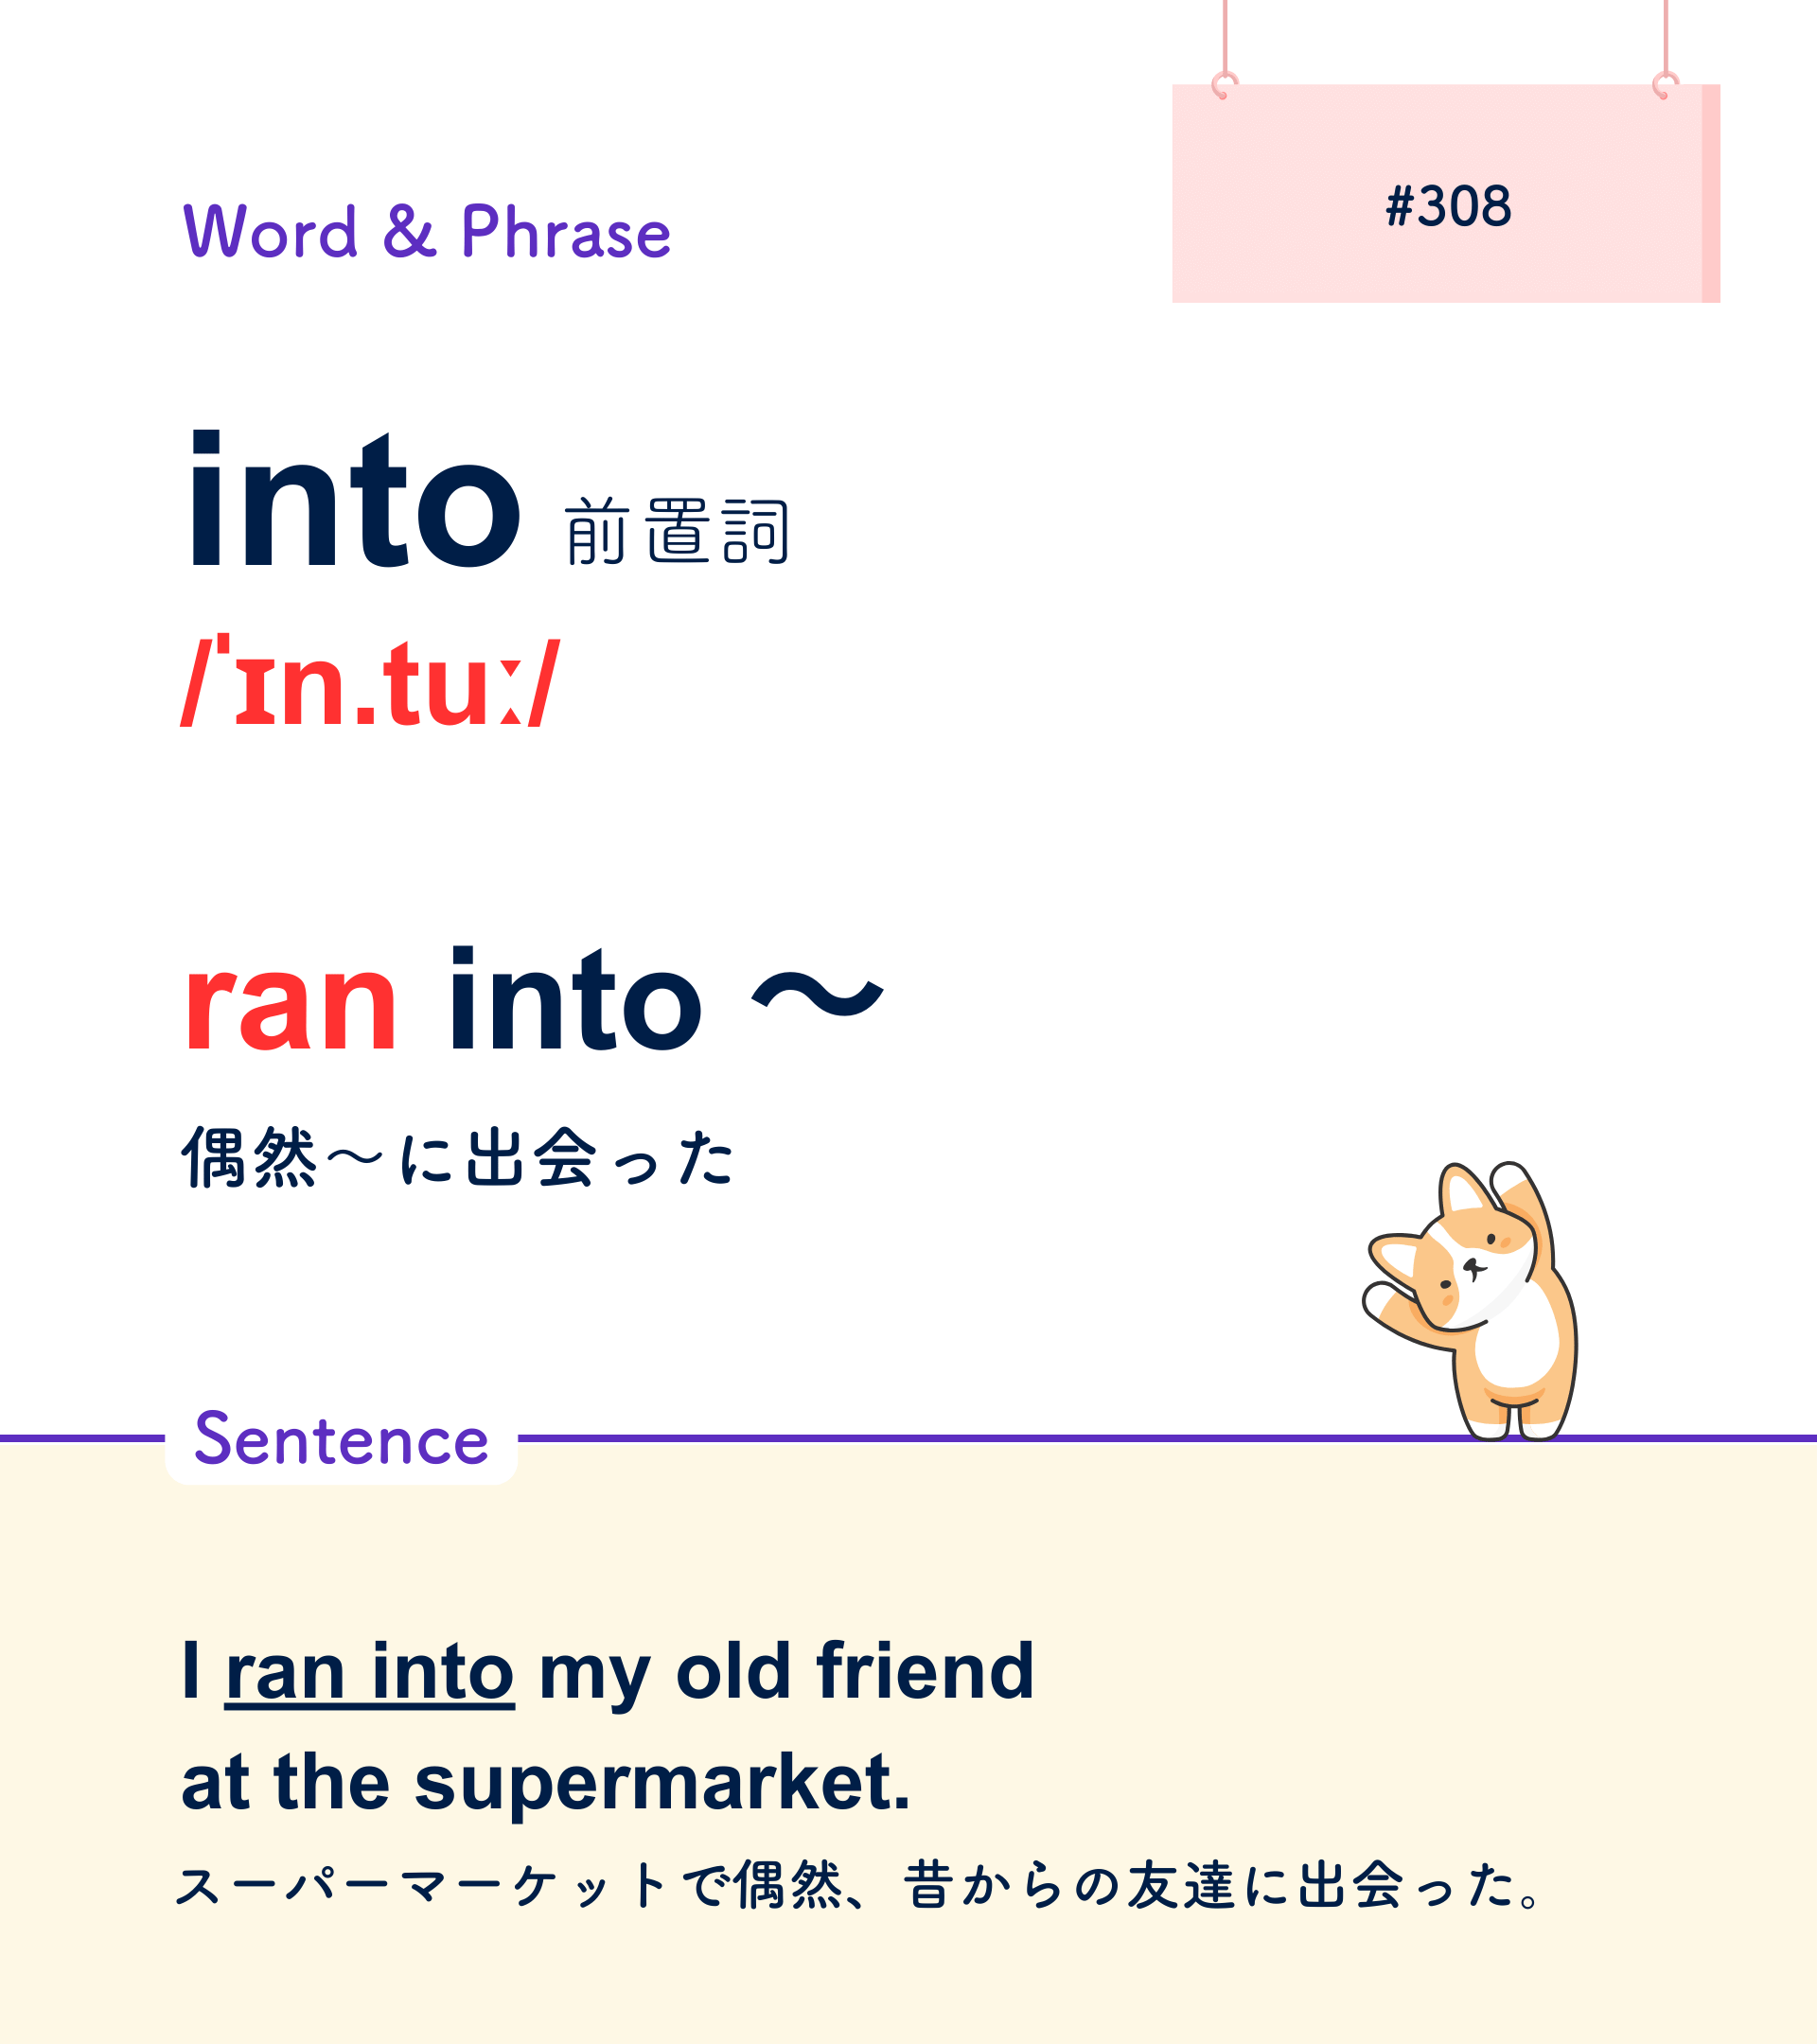 #308
Word & Phrase
into 前置詞
/ˈɪn.tuː/
ran into 〜
偶然〜に出会った
Sentence
I ran into my old friend
at the supermarket.
スーパーマーケットで偶然、昔からの友達に出会った。